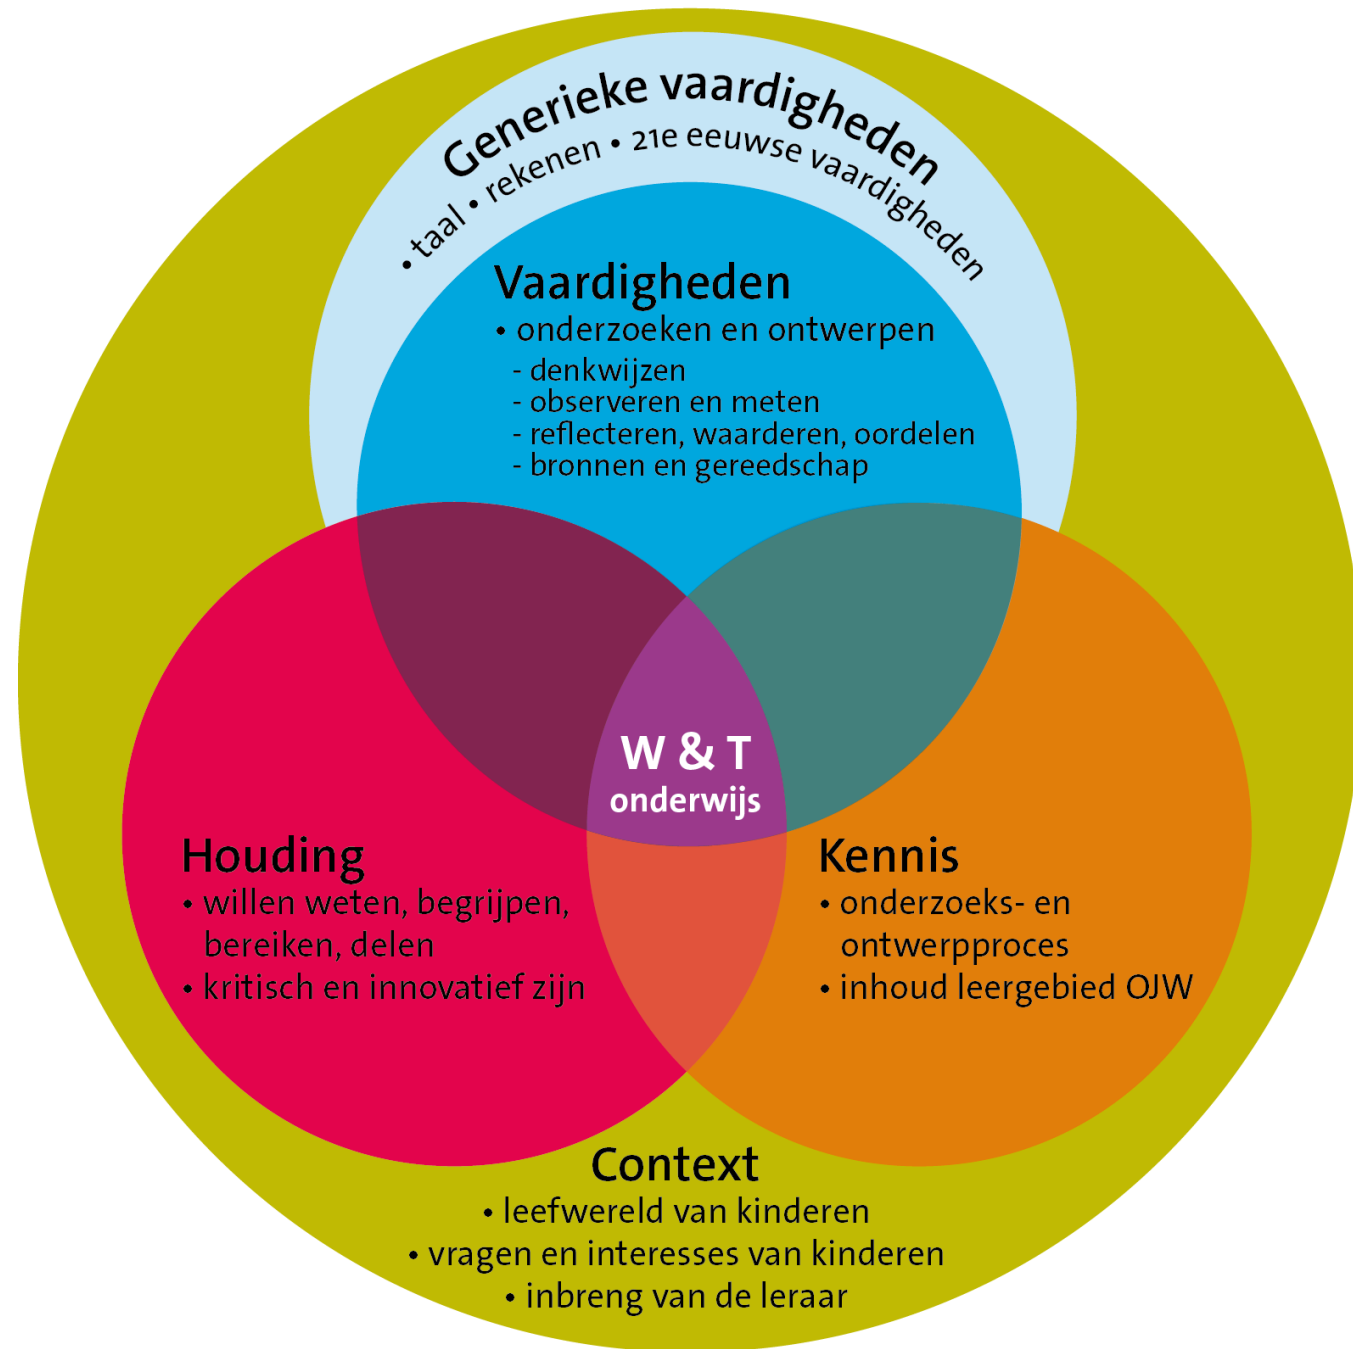 Generieke vaardigheden
• taal • rekenen • 21e eeuwse vaardigheden
Vaardigheden
• onderzoeken en ontwerpen
- denkwijzen
- observeren en meten
- reflecteren, waarderen, oordelen
- bronnen en gereedschap
W & T
onderwijs
Houding
• willen weten, begrijpen,
bereiken, delen
• kritisch en innovatief zijn
Kennis
• onderzoeks- en
ontwerpproces
• inhoud leergebied OJW
Context
• leefwereld van kinderen
• vragen en interesses van kinderen
• inbreng van de leraar